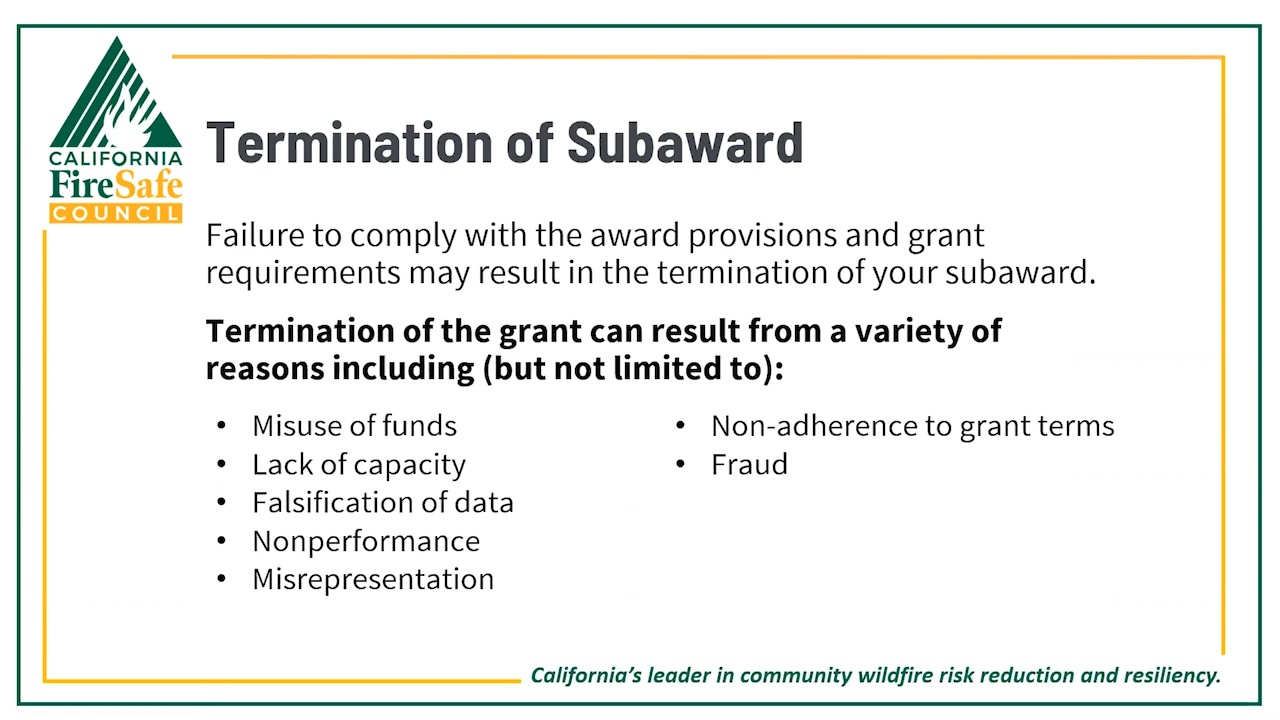 CALIFORNIA
FireSafe
COUNCIL
Termination of Subaward
Failure to comply with the award provisions and grant
requirements may result in the termination of your subaward.
Termination of the grant can result from a variety of
reasons including (but not limited to):
• Misuse of funds
• Lack of capacity
• Falsification of data
• Nonperformance
• Misrepresentation
• Non-adherence to grant terms
• Fraud
California’s leader in community wildfire risk reduction and resiliency.